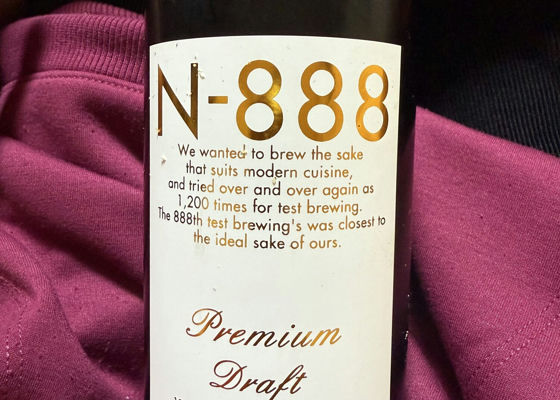 N-888
We wanted to brew the sake
that suits modern cuisine,
and tried over and over again as
1,200 times for test brewing.
The 888th test brewing's was closest to
the ideal sake of ours.
Premium
Draft